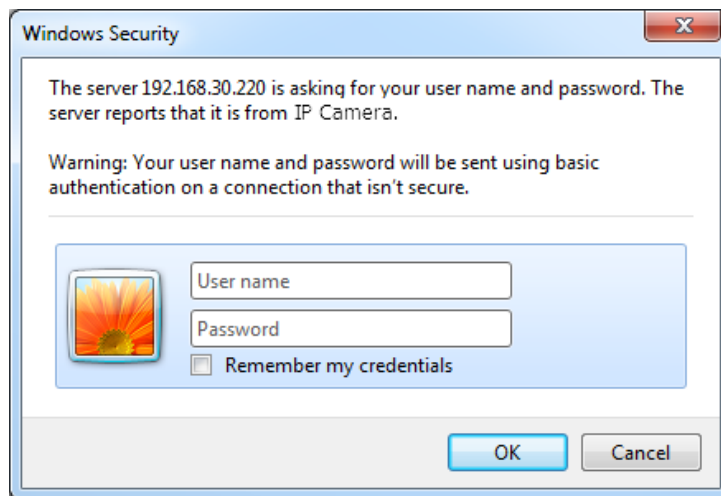 Windows Security
The server 192.168.30.220 is asking for your user name and password. The
server reports that it is from IP Camera.
Warning: Your user name and password will be sent using basic
authentication on a connection that isn't secure.
User name
Password
Remember my credentials
OK Cancel